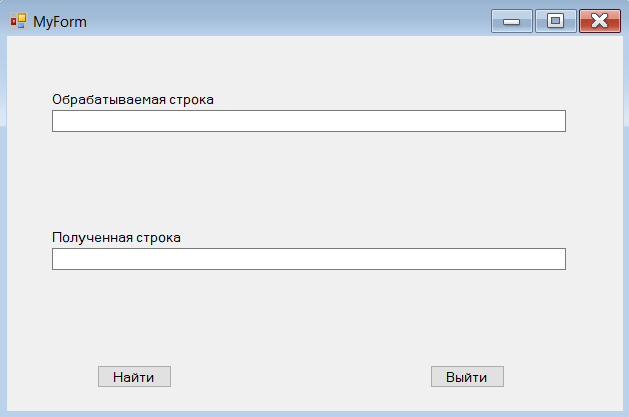 MyForm
Обрабатываемая строка
Полученная строка
Найти
Выйти